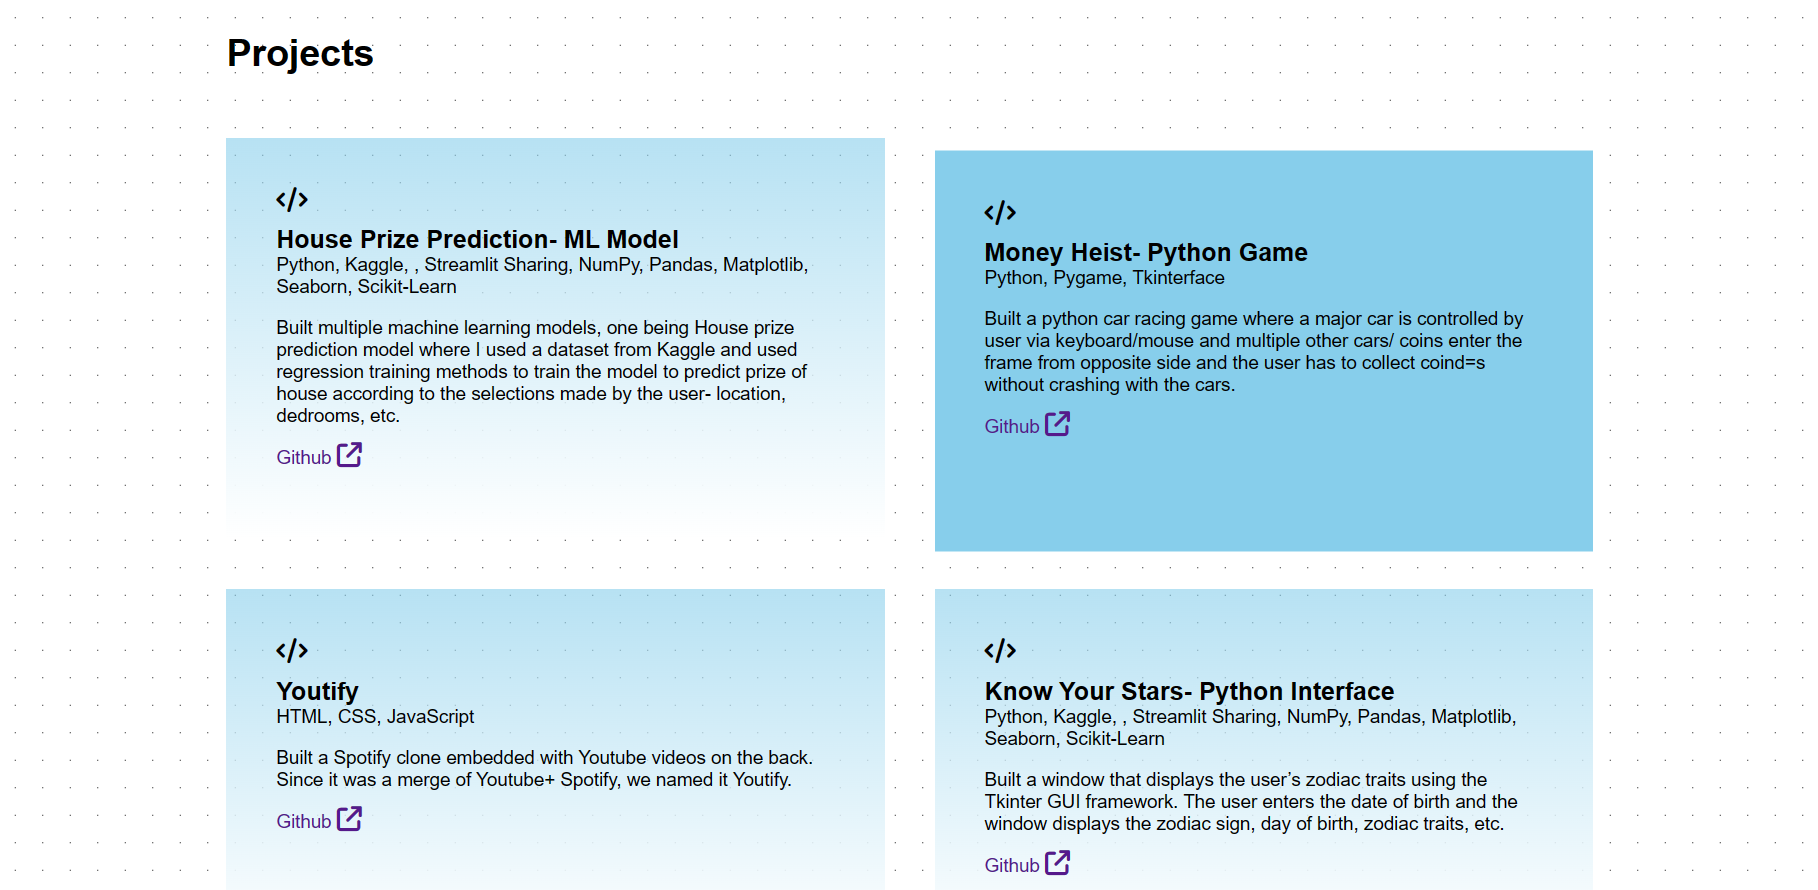 Projects
</>
House Prize Prediction- ML Model
Python, Kaggle, , Streamlit Sharing, NumPy, Pandas, Matplotlib,
Seaborn, Scikit-Learn
Built multiple machine learning models, one being House prize
prediction model where I used a dataset from Kaggle and used
regression training methods to train the model to predict prize of
house according to the selections made by the user- location,
dedrooms, etc.
Github
</>
Money Heist- Python Game
Python, Pygame, Tkinterface
Built a python car racing game where a major car is controlled by
user via keyboard/mouse and multiple other cars/ coins enter the
frame from opposite side and the user has to collect coind=s
without crashing with the cars.
Github
</>
Youtify
HTML, CSS, JavaScript
Built a Spotify clone embedded with Youtube videos on the back.
Since it was a merge of Youtube+ Spotify, we named it Youtify.
Github
</>
Know Your Stars- Python Interface
Python, Kaggle, , Streamlit Sharing, NumPy, Pandas, Matplotlib,
Seaborn, Scikit-Learn
Built a window that displays the user’s zodiac traits using the
Tkinter GUI framework. The user enters the date of birth and the
window displays the zodiac sign, day of birth, zodiac traits, etc.
Github